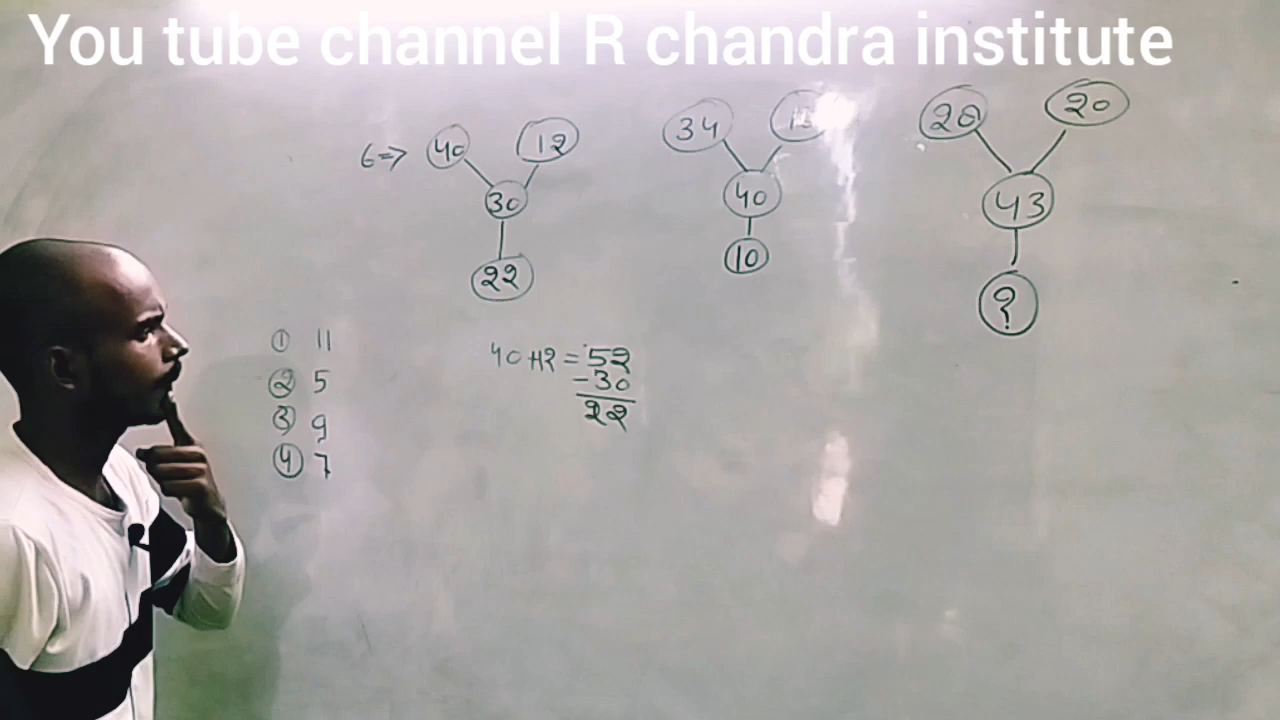 You tube channel R chandra institute
6=> 40 12 34 20
30 40 43
22 10 ?
① 11
② 5
③ 9
④ 7
40+12=52
-30
22